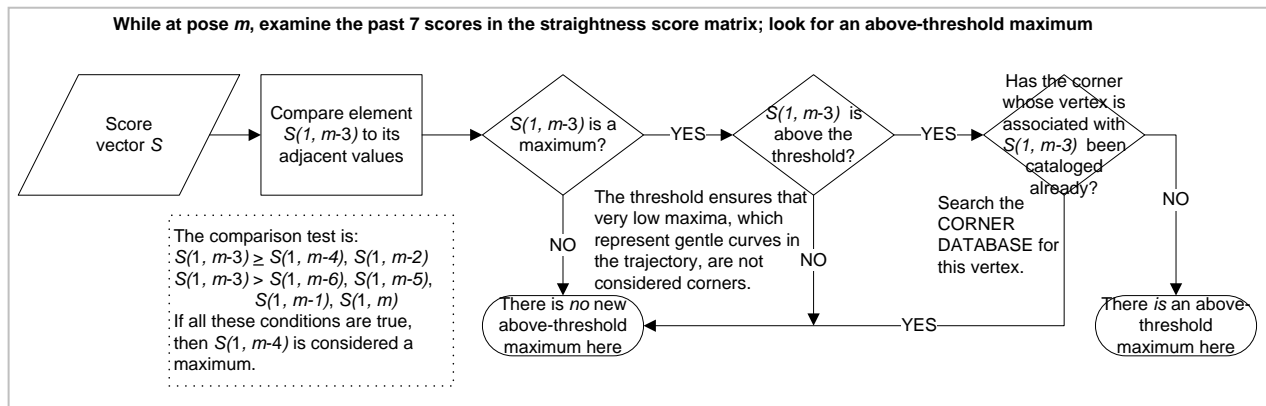 While at pose m, examine the past 7 scores in the straightness score matrix; look for an above-threshold maximum
Score
vector S
Compare element
S(1, m-3) to its
adjacent values
S(1, m-3) is a
maximum?
YES
S(1, m-3) is
above the
threshold?
YES
Has the corner
whose vertex is
associated with
S(1, m-3) been
cataloged
already?
NO
The comparison test is:
S(1, m-3) ≥ S(1, m-4), S(1, m-2)
S(1, m-3) > S(1, m-6), S(1, m-5),
S(1, m-1), S(1, m)
If all these conditions are true,
then S(1, m-4) is considered a
maximum.
NO
The threshold ensures that
very low maxima, which
represent gentle curves in
the trajectory, are not
considered corners.
NO
Search the
CORNER
DATABASE for
this vertex.
There is no new
above-threshold
maximum here
YES
There is an above-
threshold
maximum here